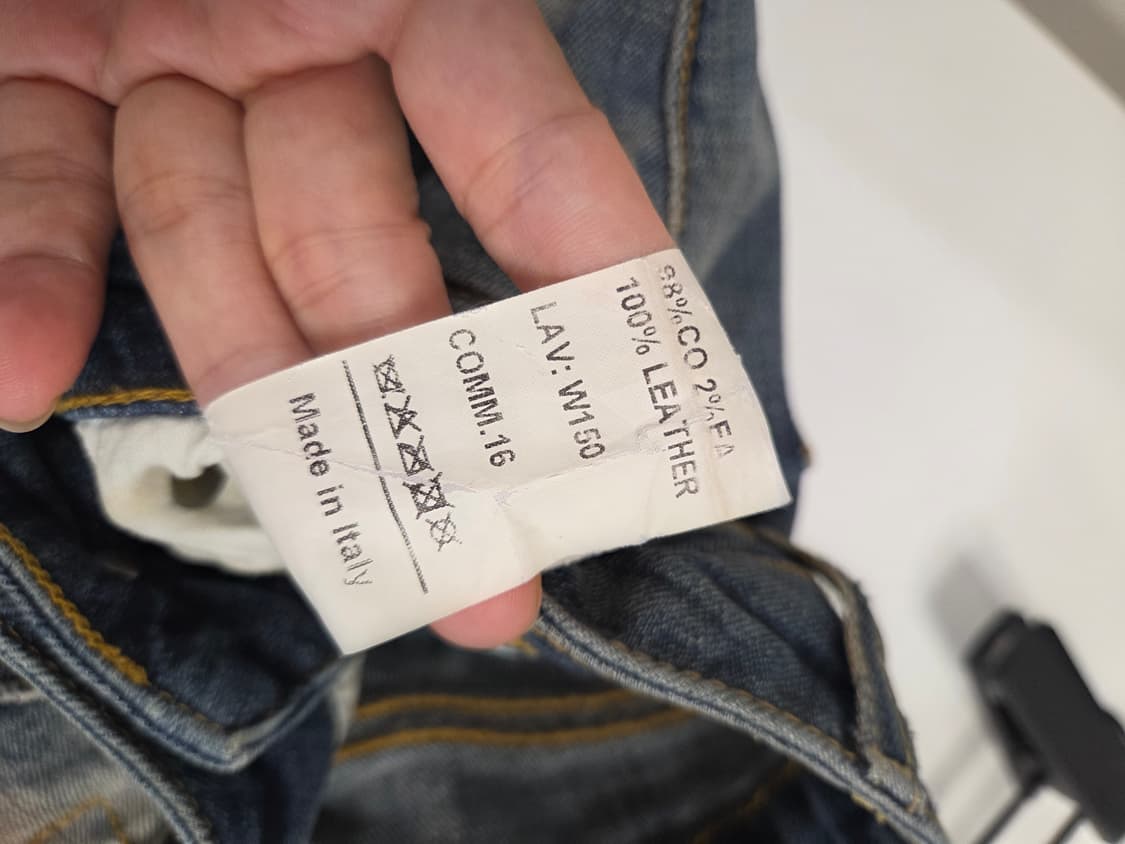 98%CO 2%EA
100% LEATHER
LAV: W150
COMM.16
Made in Italy